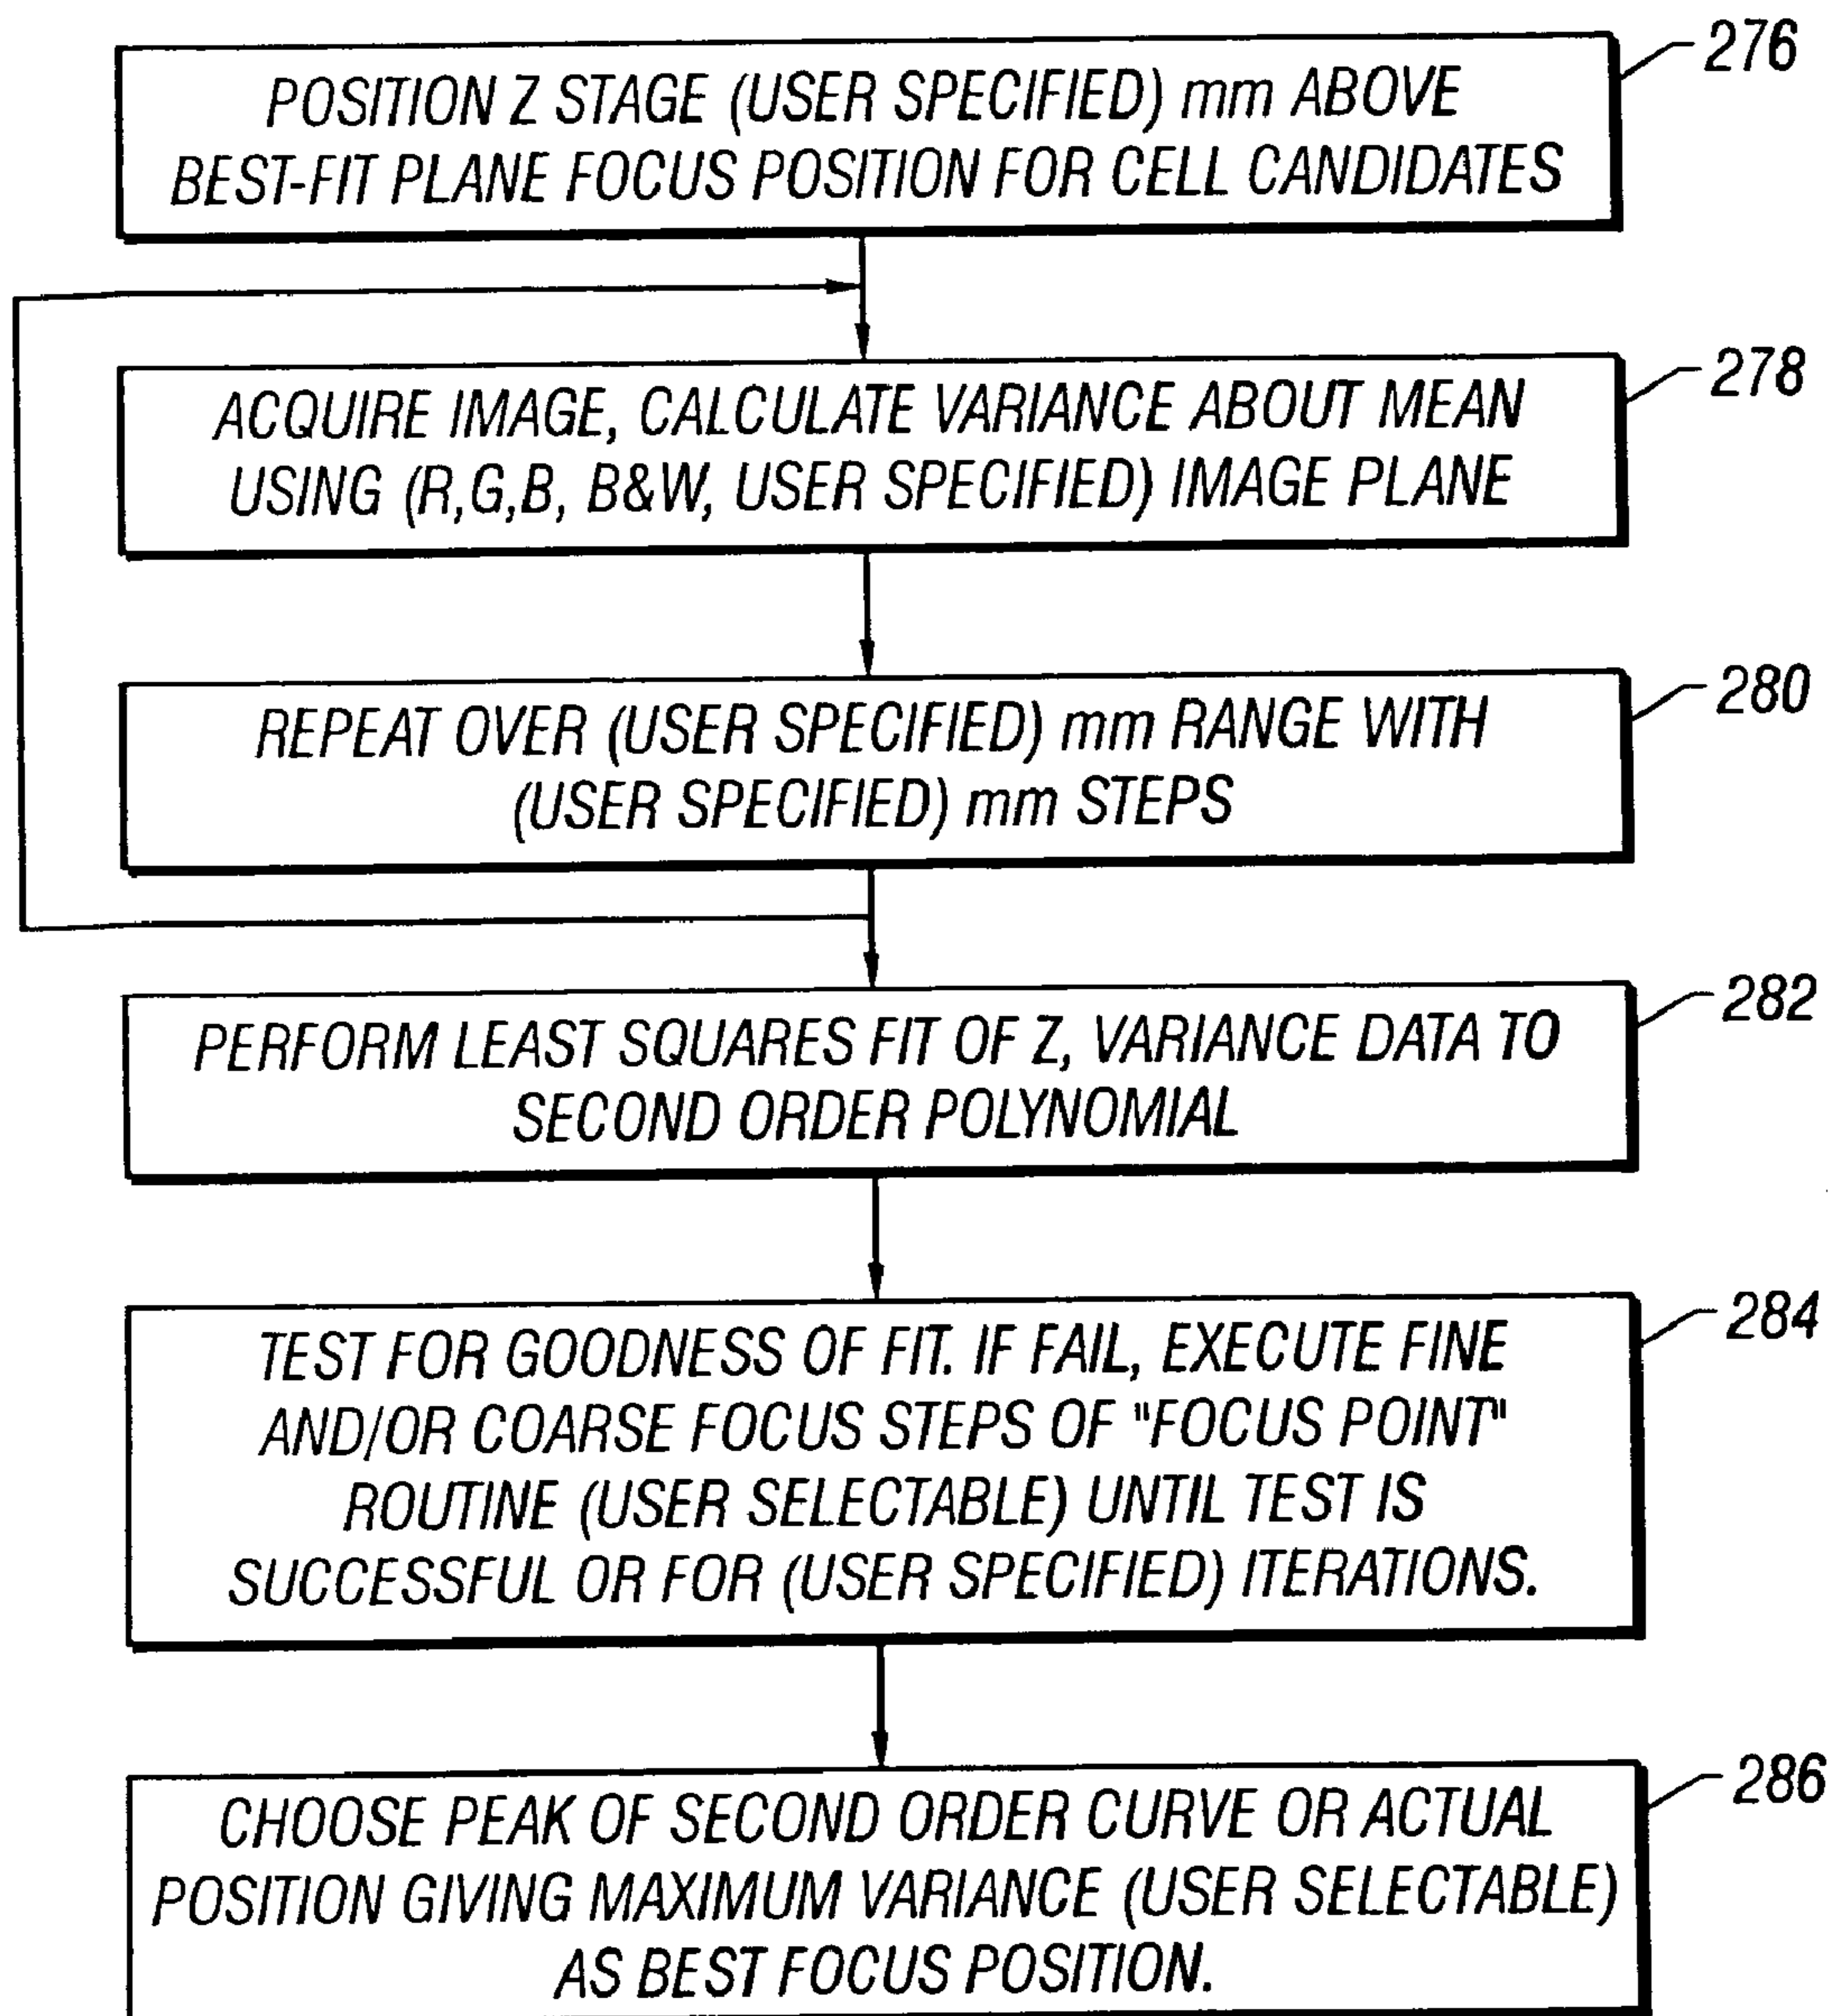 276
POSITION Z STAGE (USER SPECIFIED) mm ABOVE
BEST-FIT PLANE FOCUS POSITION FOR CELL CANDIDATES
278
ACQUIRE IMAGE, CALCULATE VARIANCE ABOUT MEAN
USING (R,G,B, B&W, USER SPECIFIED) IMAGE PLANE
280
REPEAT OVER (USER SPECIFIED) mm RANGE WITH
(USER SPECIFIED) mm STEPS
282
PERFORM LEAST SQUARES FIT OF Z, VARIANCE DATA TO
SECOND ORDER POLYNOMIAL
284
TEST FOR GOODNESS OF FIT. IF FAIL, EXECUTE FINE
AND/OR COARSE FOCUS STEPS OF "FOCUS POINT"
ROUTINE (USER SELECTABLE) UNTIL TEST IS
SUCCESSFUL OR FOR (USER SPECIFIED) ITERATIONS.
286
CHOOSE PEAK OF SECOND ORDER CURVE OR ACTUAL
POSITION GIVING MAXIMUM VARIANCE (USER SELECTABLE)
AS BEST FOCUS POSITION.